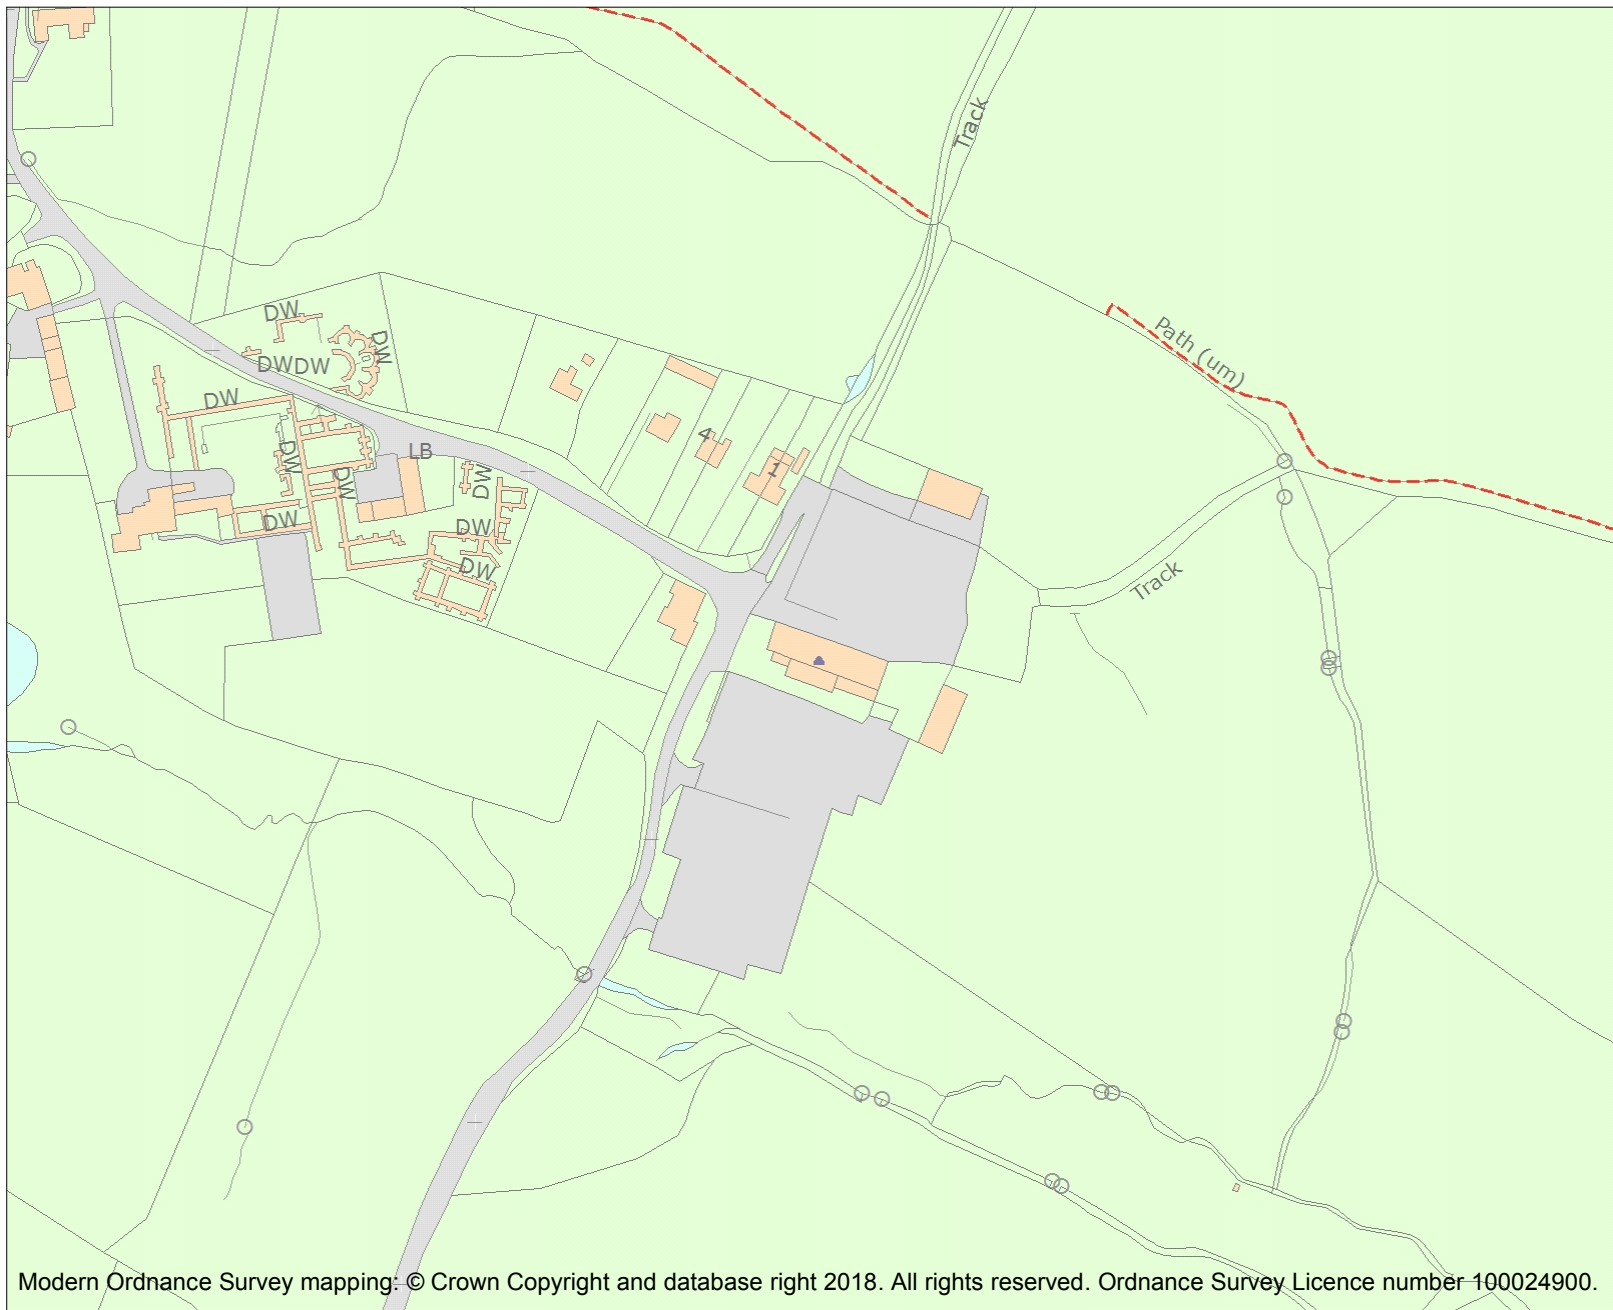 Track
DW
DW
DWDW
Path (um)
DW
4
DW
LB
1
DW
DW
DW
DW
Track
DW
Modern Ordnance Survey mapping: © Crown Copyright and database right 2018. All rights reserved. Ordnance Survey Licence number 100024900.